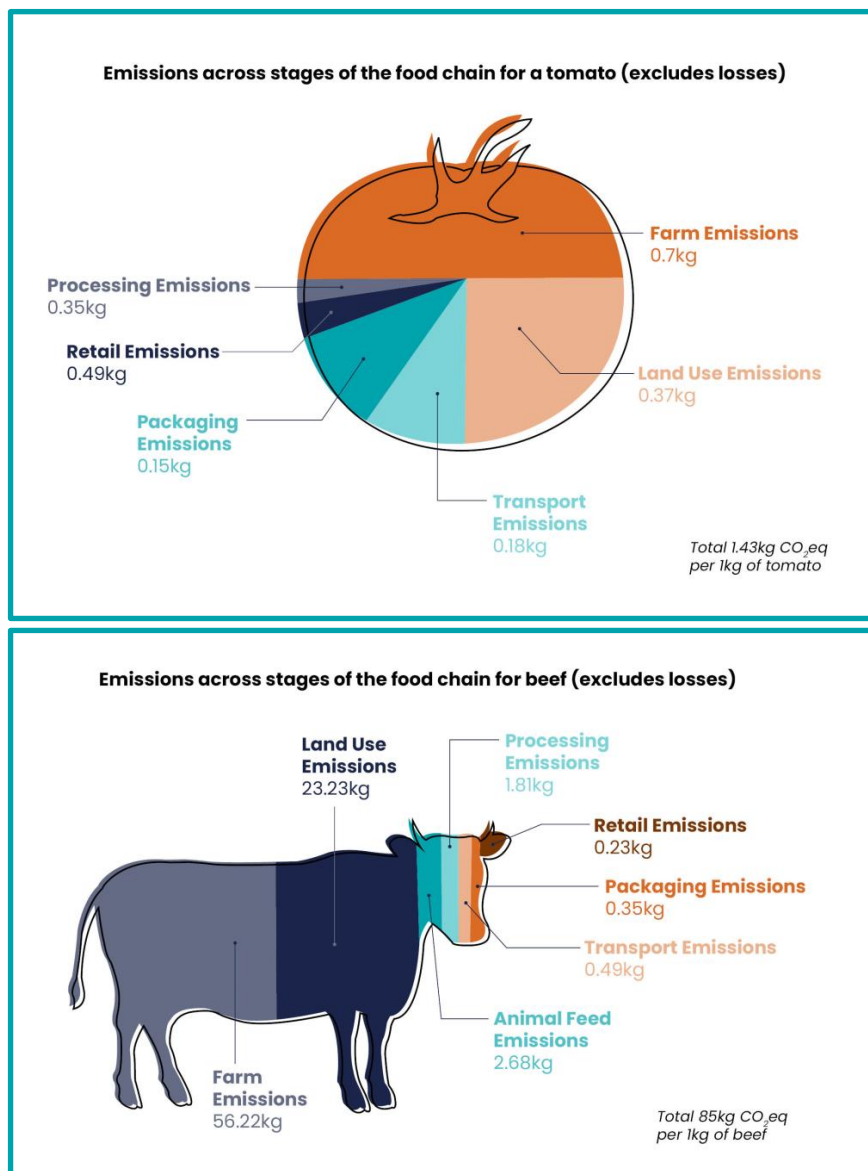 Emissions across stages of the food chain for a tomato (excludes losses)
Farm Emissions
0.7kg
Processing Emissions
0.35kg
Retail Emissions
0.49kg
Land Use Emissions
0.37kg
Packaging
Emissions
0.15kg
Transport
Emissions
0.18kg
Total 1.43kg CO₂eq
per 1kg of tomato
Emissions across stages of the food chain for beef (excludes losses)
Land Use
Emissions
23.23kg
Processing
Emissions
1.81kg
Retail Emissions
0.23kg
Packaging Emissions
0.35kg
Transport Emissions
0.49kg
Animal Feed
Emissions
2.68kg
Farm
Emissions
56.22kg
Total 85kg CO₂eq
per 1kg of beef